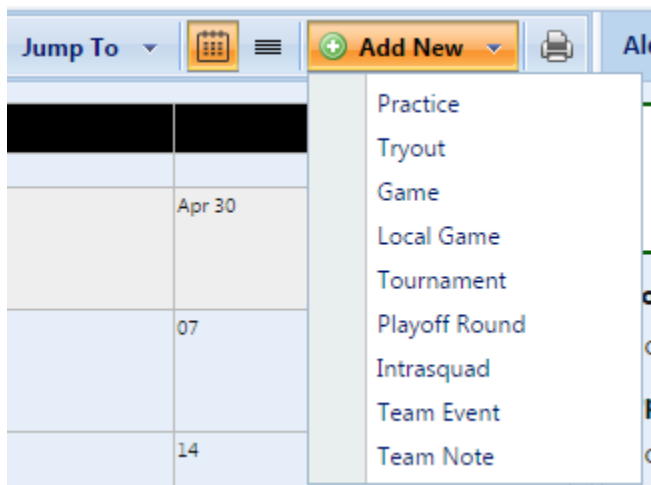 Jump To
Add New
Practice
Tryout
Game
Local Game
Tournament
Playoff Round
Intrasquad
Team Event
Team Note
Apr 30
07
14